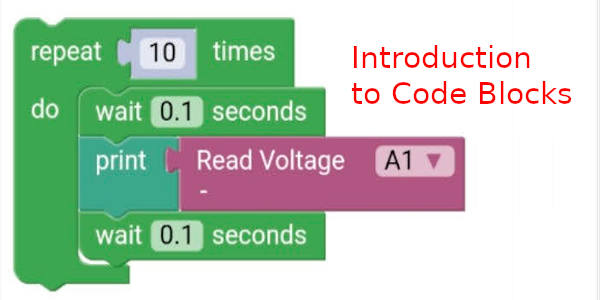 repeat 10 times
Introduction
to Code Blocks
do wait 0.1 seconds
print Read Voltage A1 ▼
-
wait 0.1 seconds